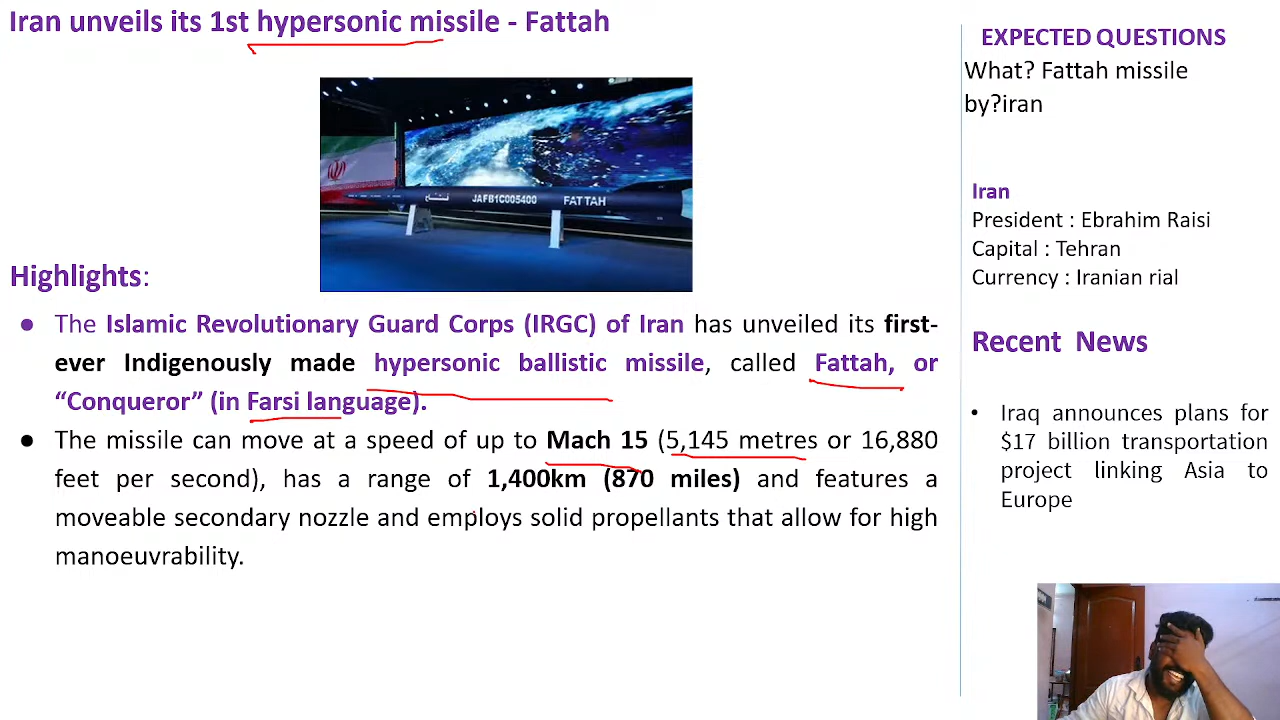 Iran unveils its 1st hypersonic missile - Fattah
فتاح
JAFB1C005400
FATTAH
Highlights:
● The Islamic Revolutionary Guard Corps (IRGC) of Iran has unveiled its first-
ever Indigenously made hypersonic ballistic missile, called Fattah, or
“Conqueror” (in Farsi language).
● The missile can move at a speed of up to Mach 15 (5,145 metres or 16,880
feet per second), has a range of 1,400km (870 miles) and features a
moveable secondary nozzle and employs solid propellants that allow for high
manoeuvrability.
EXPECTED QUESTIONS
What? Fattah missile
by?iran
Iran
President : Ebrahim Raisi
Capital : Tehran
Currency : Iranian rial
Recent News
• Iraq announces plans for
$17 billion transportation
project linking Asia to
Europe